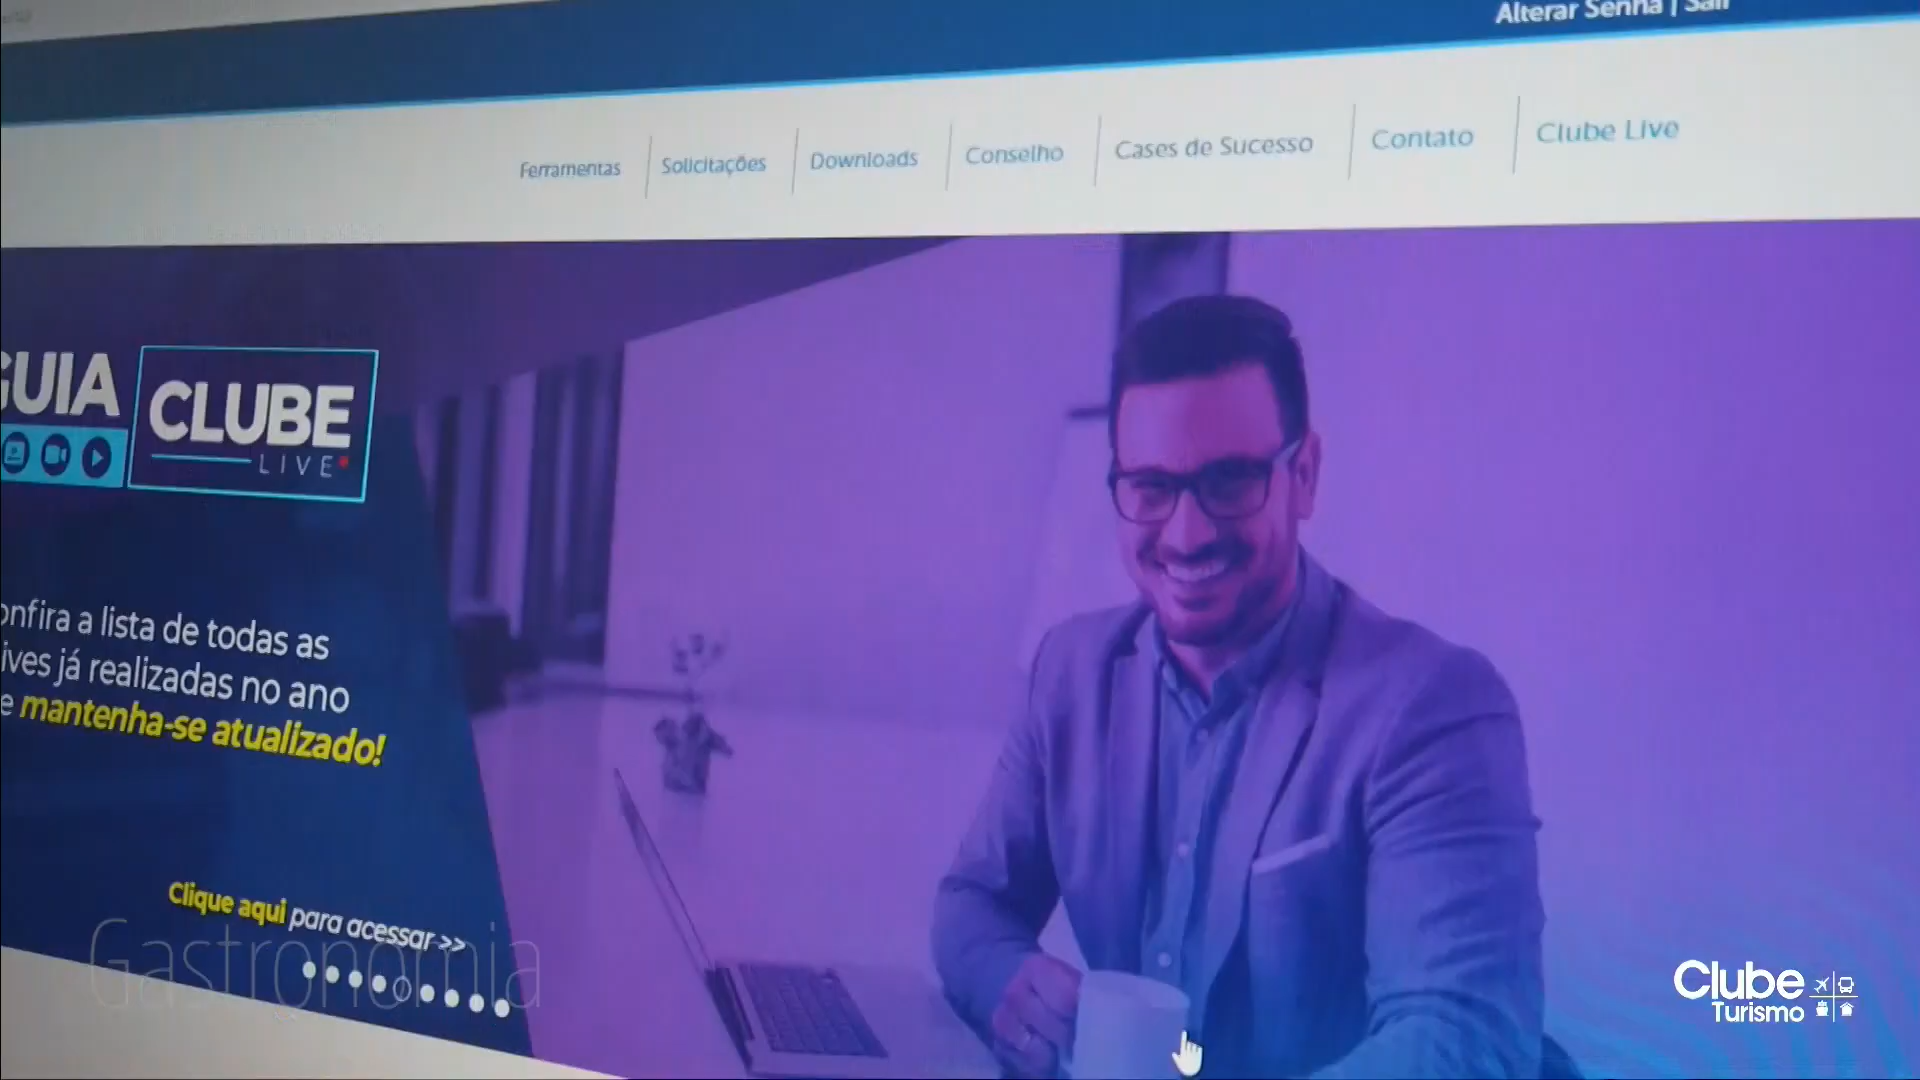 Alterar Senha | Sair
Ferramentas
Solicitações
Downloads
Conselho
Cases de Sucesso
Contato
Clube Live
GUIA
CLUBE
LIVE
onfira a lista de todas as
ives já realizadas no ano
e mantenha-se atualizado!
Clique aqui para acessar >>
Gastronomia
Clube
Turismo